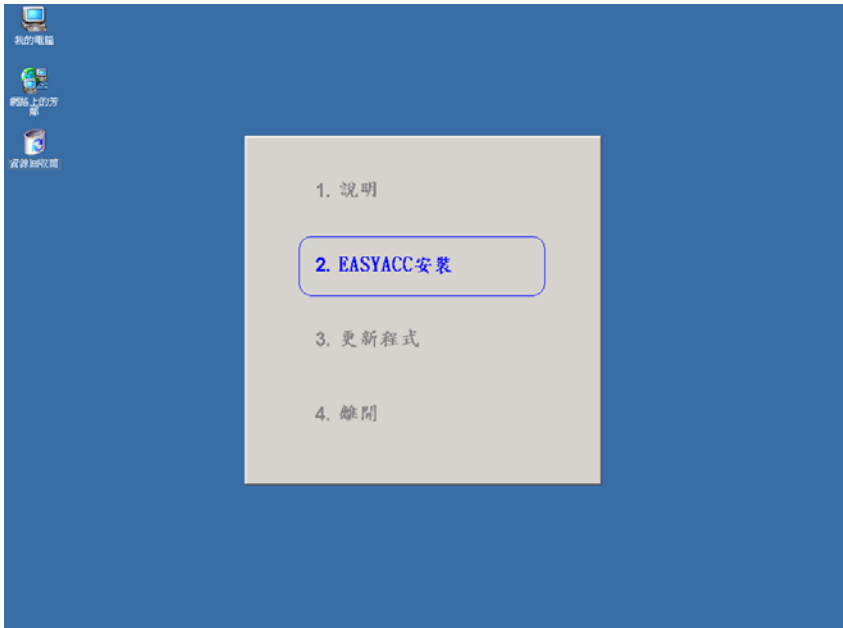 我的電腦
網路上的芳
鄰
資源回收筒
1. 說明
2. EASYACC安裝
3. 更新程式
4. 離開